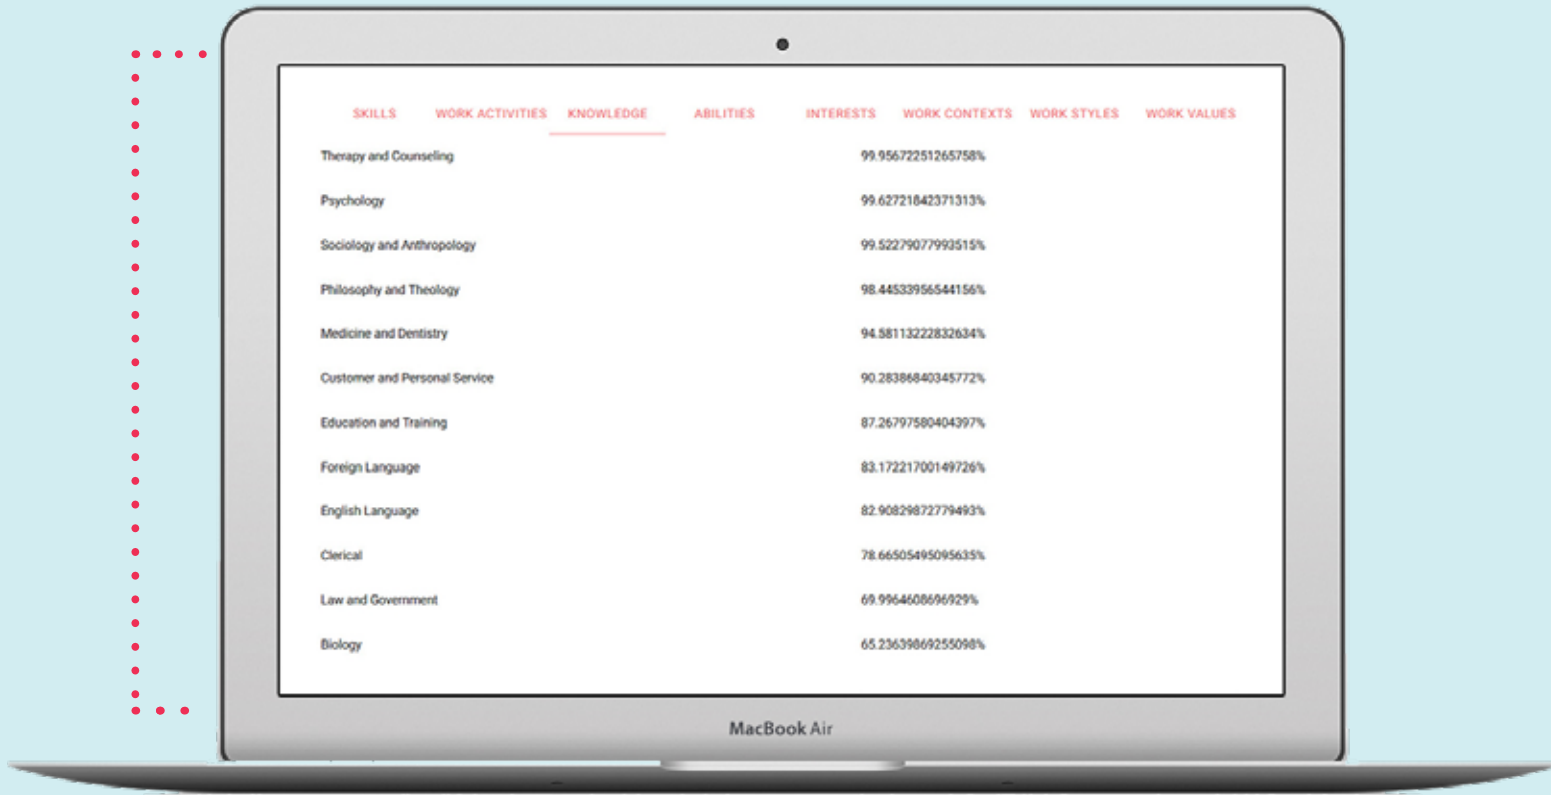 SKILLS WORK ACTIVITIES KNOWLEDGE ABILITIES INTERESTS WORK CONTEXTS WORK STYLES WORK VALUES
Therapy and Counseling 99.95672251265758%
Psychology 99.62721842371313%
Sociology and Anthropology 99.52279077993515%
Philosophy and Theology 98.44533956544156%
Medicine and Dentistry 94.58113222832634%
Customer and Personal Service 90.28386840345772%
Education and Training 87.26797580404397%
Foreign Language 83.17221700149726%
English Language 82.90829872779493%
Clerical 78.66505495095635%
Law and Government 69.9964608696929%
Biology 65.23639869255098%
MacBook Air